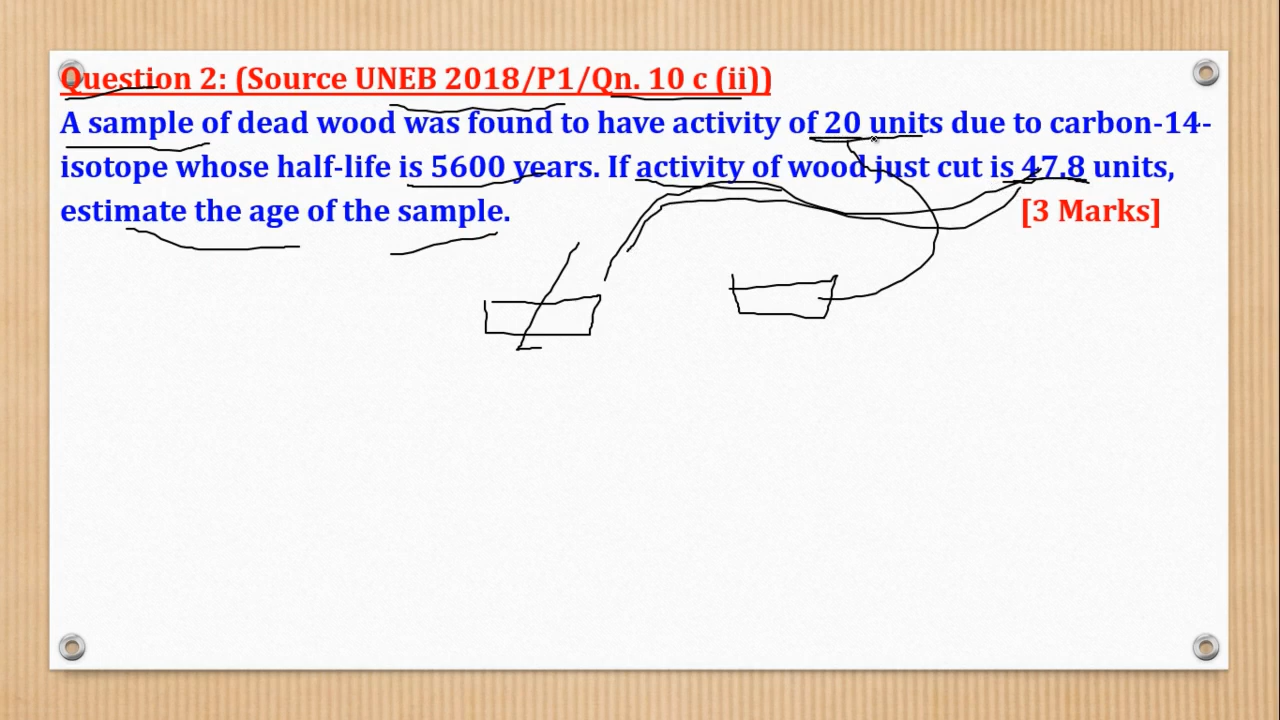 Question 2: (Source UNEB 2018/P1/Qn. 10 c (ii))
A sample of dead wood was found to have activity of 20 units due to carbon-14-
isotope whose half-life is 5600 years. If activity of wood just cut is 47.8 units,
estimate the age of the sample. [3 Marks]